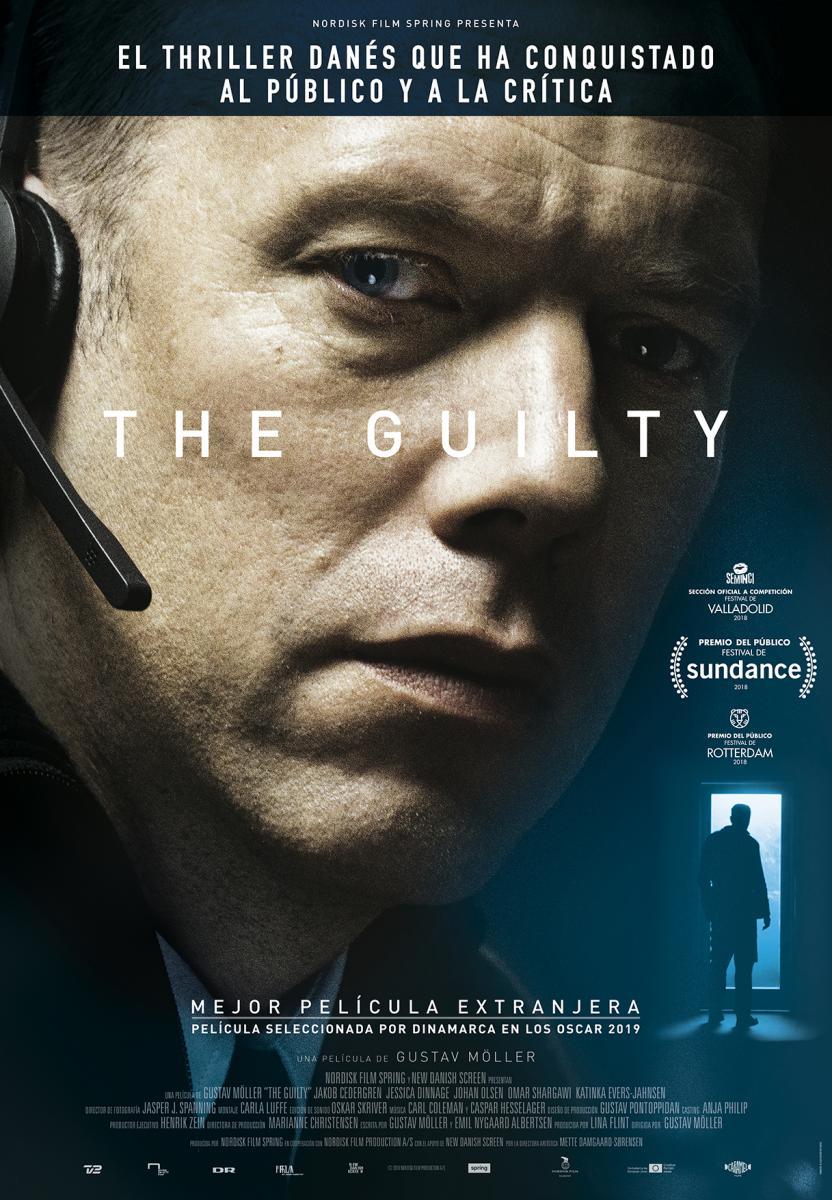 NORDISK FILM SPRING PRESENTA
EL THRILLER DANÉS QUE HA CONQUISTADO
AL PÚBLICO Y A LA CRÍTICA
THE GUILTY
SEMINCI
SECCIÓN OFICIAL A COMPETICIÓN
FESTIVAL DE
VALLADOLID
2018
PREMIO DEL PÚBLICO
FESTIVAL DE
sundance
2018
PREMIO DEL PÚBLICO
FESTIVAL DE
ROTTERDAM
2018
MEJOR PELÍCULA EXTRANJERA
PELÍCULA SELECCIONADA POR DINAMARCA EN LOS OSCAR 2019
UNA PELÍCULA DE GUSTAV MÖLLER
NORDISK FILM SPRING Y NEW DANISH SCREEN PRESENTAN
UNA PELÍCULA DE GUSTAV MÖLLER "THE GUILTY" JAKOB CEDERGREN JESSICA DINNAGE JOHAN OLSEN OMAR SHARGAWI KATINKA EVERS-JAHNSEN
DIRECTOR DE FOTOGRAFÍA JASPER J. SPANNING MONTAJE CARLA LUFFE EDICIÓN DE SONIDO OSKAR SKRIVER MÚSICA CARL COLEMAN Y CASPAR HESSELAGER DISEÑO DE PRODUCCIÓN GUSTAV PONTOPPIDAN CASTING ANJA PHILIP
PRODUCTOR EJECUTIVO HENRIK ZEIN DIRECTORA DE PRODUCCIÓN MARIANNE CHRISTENSEN ESCRITA POR GUSTAV MÖLLER Y EMIL NYGAARD ALBERTSEN PRODUCIDA POR LINA FLINT DIRIGIDA POR GUSTAV MÖLLER
PRODUCIDA POR NORDISK FILM SPRING EN COOPERACIÓN CON NORDISK FILM PRODUCTION A/S CON EL APOYO DE NEW DANISH SCREEN POR LA DIRECTORA ARTÍSTICA METTE DAMGAARD-SØRENSEN
TV2 DR spring CARAMEL